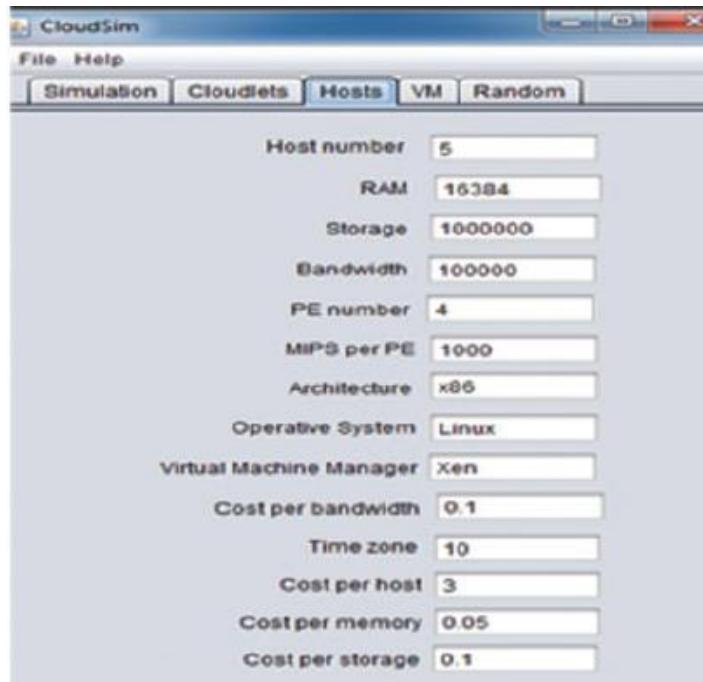 CloudSim
File Help
Simulation Cloudlets Hosts VM Random
Host number 5
RAM 16384
Storage 1000000
Bandwidth 100000
PE number 4
MIPS per PE 1000
Architecture x86
Operative System Linux
Virtual Machine Manager Xen
Cost per bandwidth 0.1
Time zone 10
Cost per host 3
Cost per memory 0.05
Cost per storage 0.1